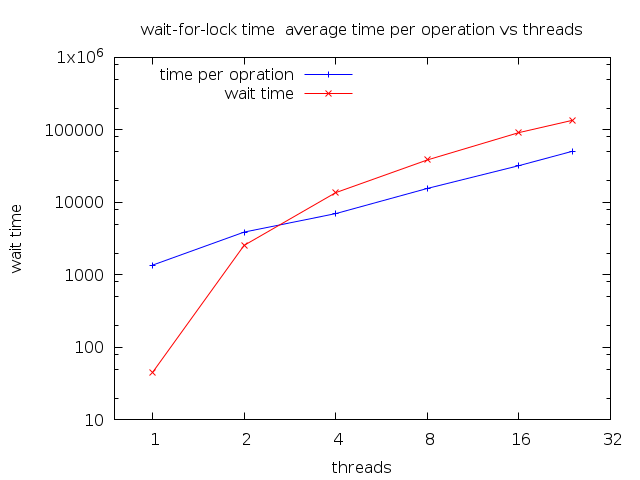 wait-for-lock time  average time per operation vs threads
1x10^6
100000
10000
1000
100
10
time per opration
wait time
wait time
1 2 4 8 16 32
threads